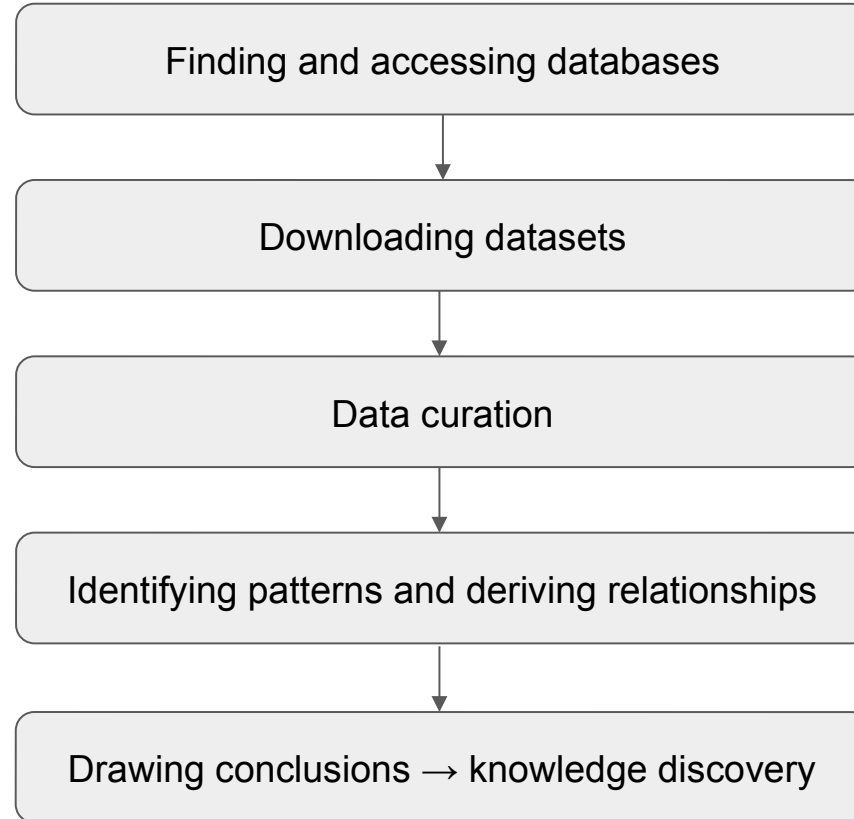 Finding and accessing databases
Downloading datasets
Data curation
Identifying patterns and deriving relationships
Drawing conclusions → knowledge discovery